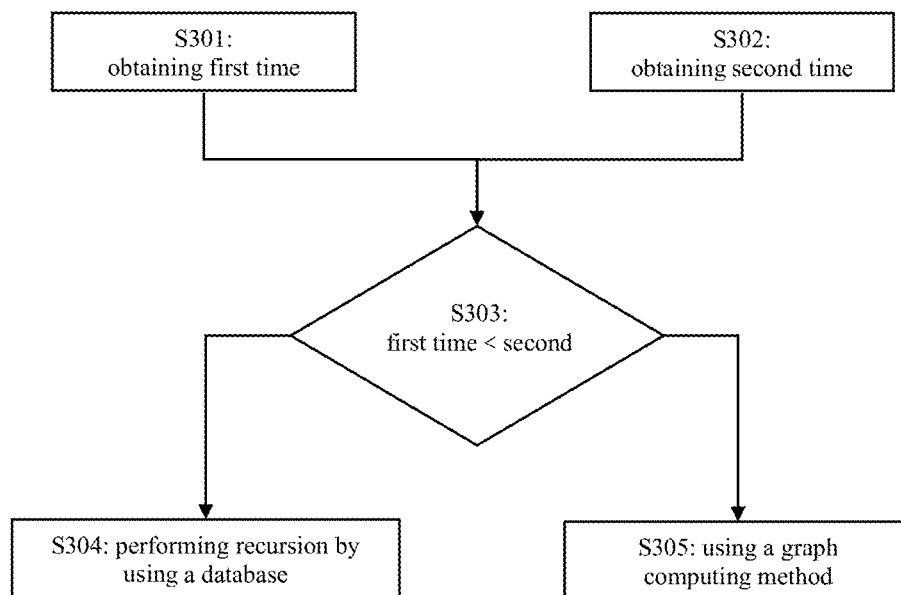 S301:
obtaining first time
S302:
obtaining second time
S303:
first time < second
S304: performing recursion by
using a database
S305: using a graph
computing method